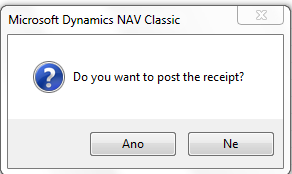 Microsoft Dynamics NAV Classic
Do you want to post the receipt?
Ano
Ne